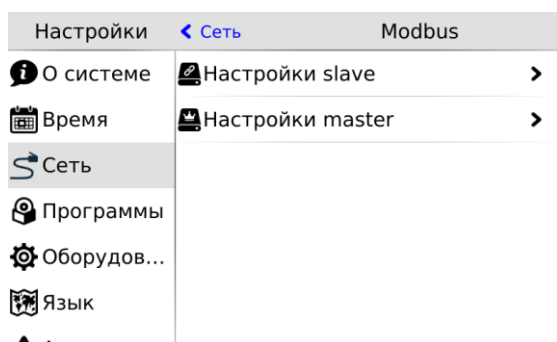 Настройки
Сеть
Modbus
О системе
Время
Сеть
Программы
Оборудов...
Язык
Настройки slave
Настройки master